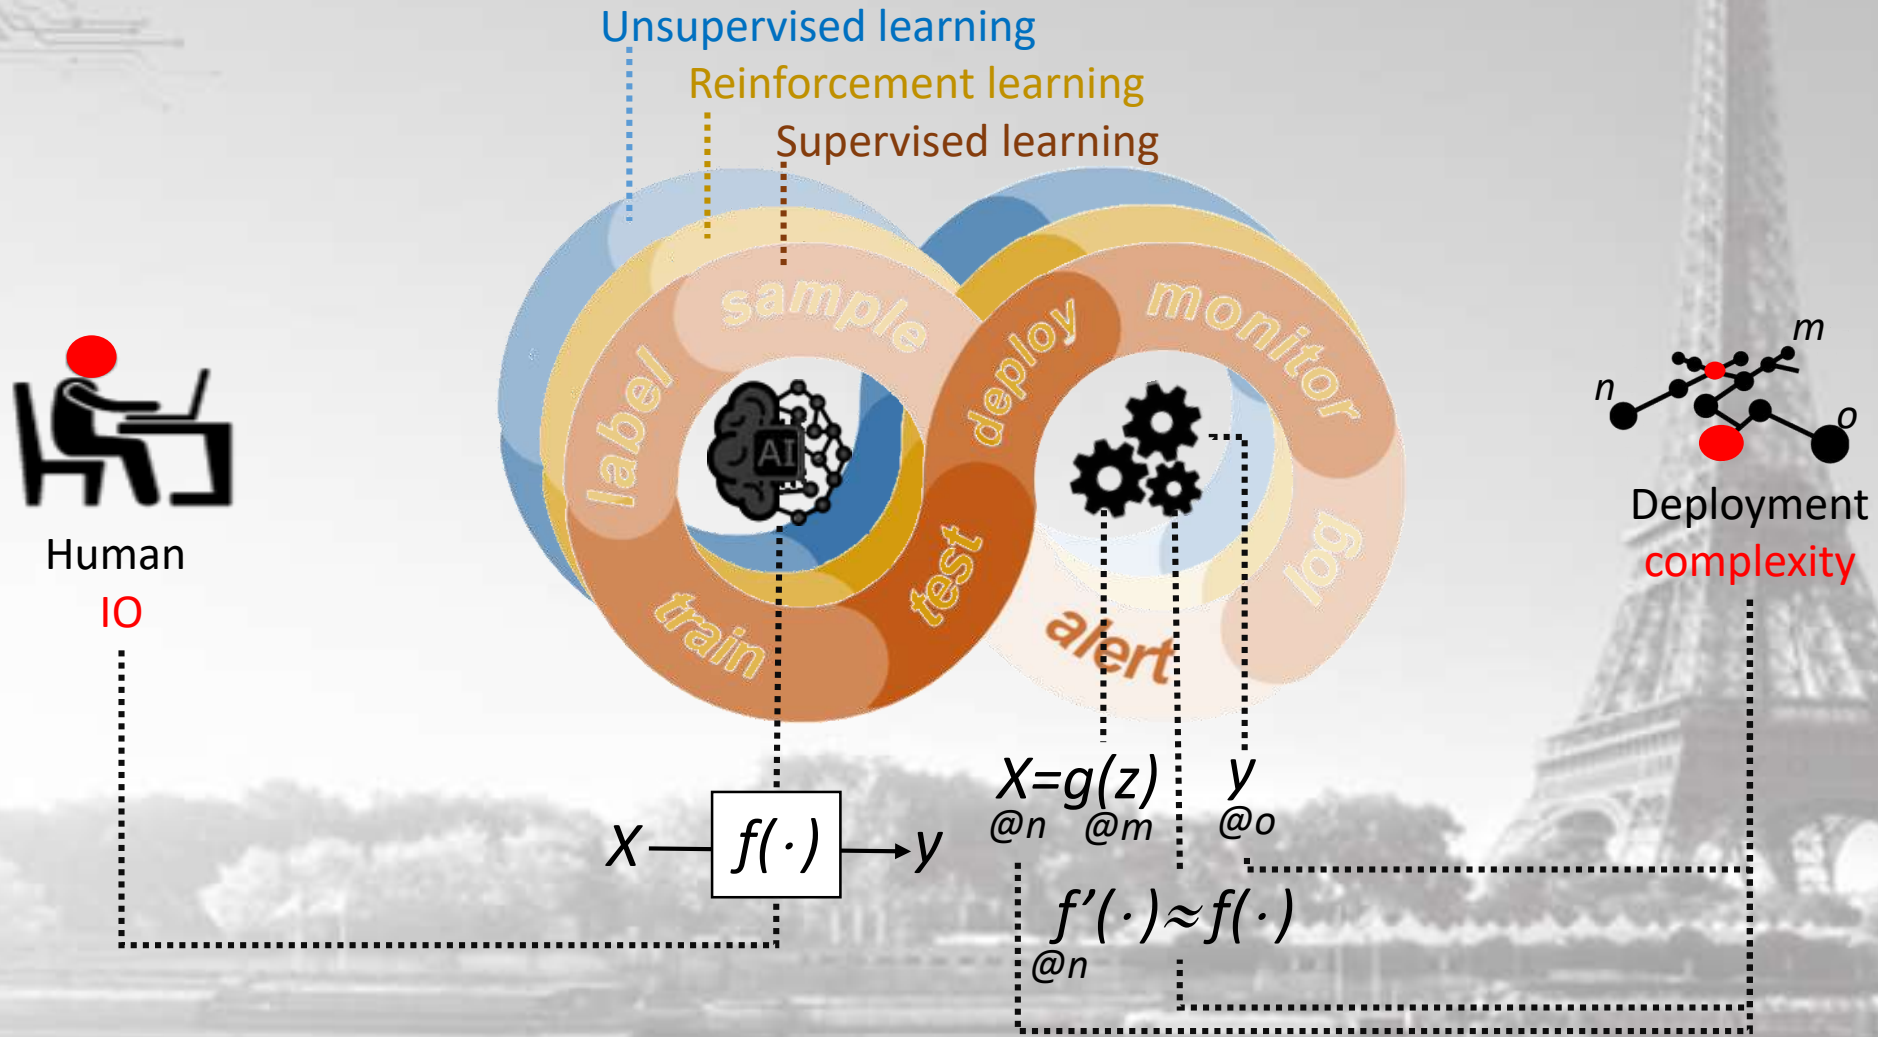 Unsupervised learning
Reinforcement learning
Supervised learning
sample
label
train
test
deploy
monitor
log
alert
AI
Human
IO
n
m
o
Deployment
complexity
X
f(·)
y
X=g(z)
@n @m
y
@o
f’(·)≈f(·)
@n